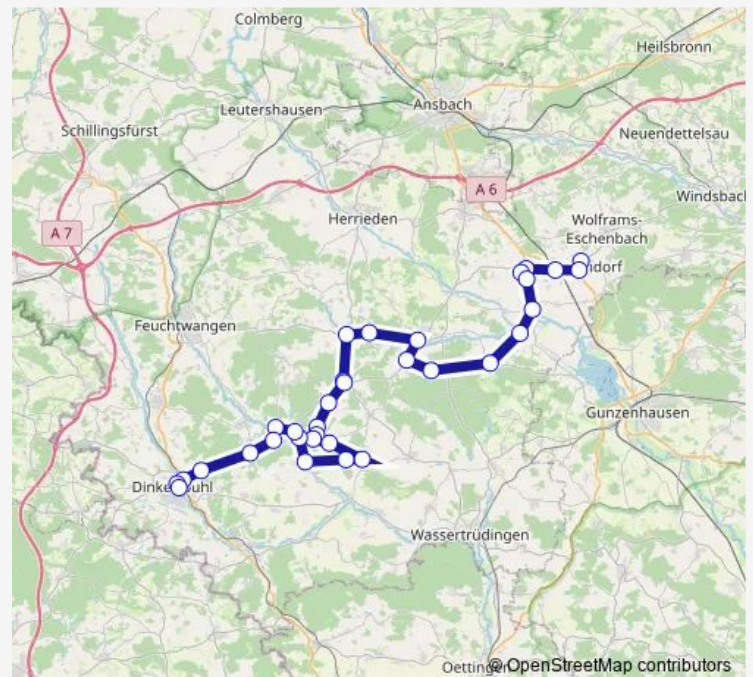 Colmberg
Heilsbronn
Leutershausen
Ansbach
Schillingsfürst
Neuendettelsau
A 6
Windsbach
Herrieden
Wolframs-
Eschenbach
A 7
Feuchtwangen
Gunzenhausen
Wassertrüdingen
© OpenStreetMap contributors